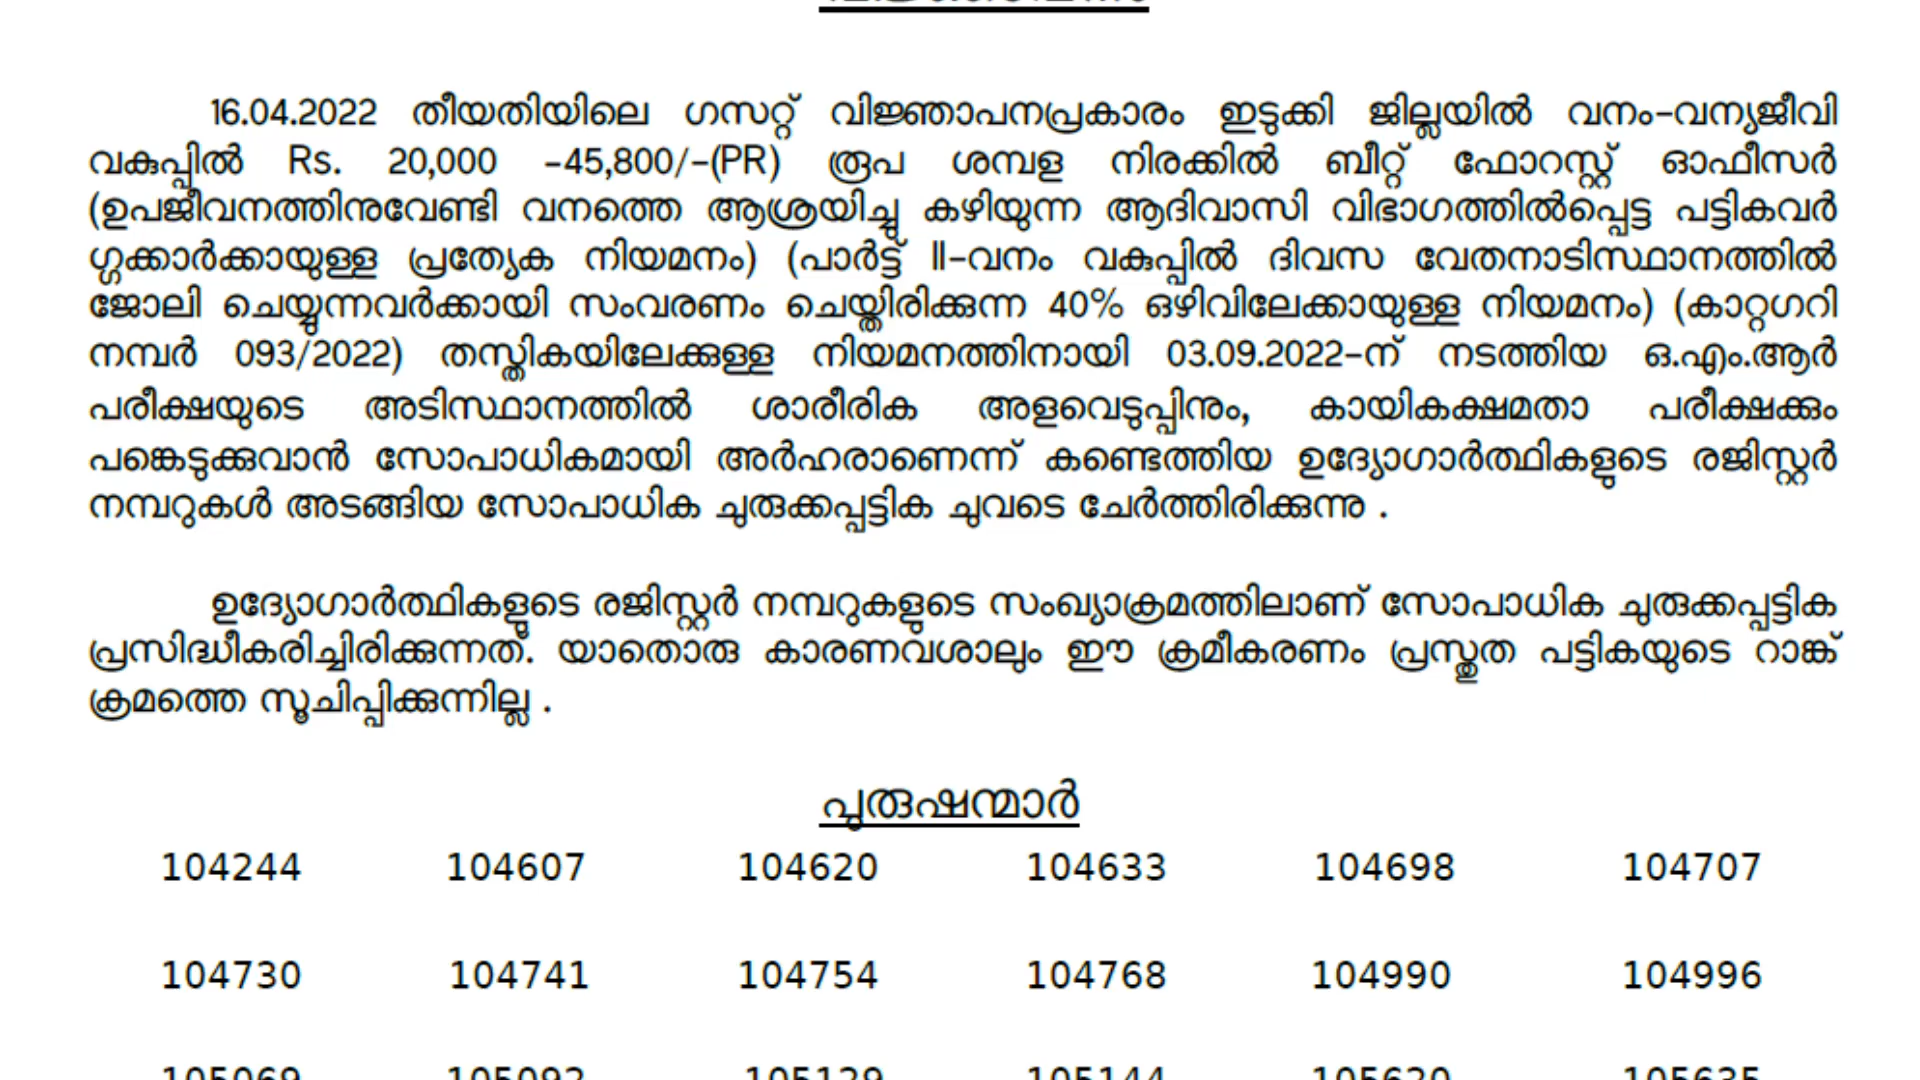 16.04.2022 തീയതിയിലെ ഗസറ്റ് വിജ്ഞാപനപ്രകാരം ഇടുക്കി ജില്ലയിൽ വനം-വന്യജീവി
വകുപ്പിൽ Rs. 20,000 -45,800/-(PR) രൂപ ശമ്പള നിരക്കിൽ ബീറ്റ് ഫോറസ്റ്റ് ഓഫീസർ
(ഉപജീവനത്തിനുവേണ്ടി വനത്തെ ആശ്രയിച്ചു കഴിയുന്ന ആദിവാസി വിഭാഗത്തിൽപ്പെട്ട പട്ടികവർ
ഗ്ഗക്കാർക്കായുള്ള പ്രത്യേക നിയമനം) (പാർട്ട് II-വനം വകുപ്പിൽ ദിവസ വേതനാടിസ്ഥാനത്തിൽ
ജോലി ചെയ്യുന്നവർക്കായി സംവരണം ചെയ്തിരിക്കുന്ന 40% ഒഴിവിലേക്കായുള്ള നിയമനം) (കാറ്റഗറി
നമ്പർ 093/2022) തസ്തികയിലേക്കുള്ള നിയമനത്തിനായി 03.09.2022-ന് നടത്തിയ ഒ.എം.ആർ
പരീക്ഷയുടെ അടിസ്ഥാനത്തിൽ ശാരീരിക അളവെടുപ്പിനും, കായികക്ഷമതാ പരീക്ഷക്കും
പങ്കെടുക്കുവാൻ സോപാധികമായി അർഹരാണെന്ന് കണ്ടെത്തിയ ഉദ്യോഗാർത്ഥികളുടെ രജിസ്റ്റർ
നമ്പറുകൾ അടങ്ങിയ സോപാധിക ചുരുക്കപ്പട്ടിക ചുവടെ ചേർത്തിരിക്കുന്നു .
ഉദ്യോഗാർത്ഥികളുടെ രജിസ്റ്റർ നമ്പറുകളുടെ സംഖ്യാക്രമത്തിലാണ് സോപാധിക ചുരുക്കപ്പട്ടിക
പ്രസിദ്ധീകരിച്ചിരിക്കുന്നത്. യാതൊരു കാരണവശാലും ഈ ക്രമീകരണം പ്രസ്തുത പട്ടികയുടെ റാങ്ക്
ക്രമത്തെ സൂചിപ്പിക്കുന്നില്ല .
പുരുഷന്മാർ
104244 104607 104620 104633 104698 104707
104730 104741 104754 104768 104990 104996
105069 105092 105129 105144 105620 105635